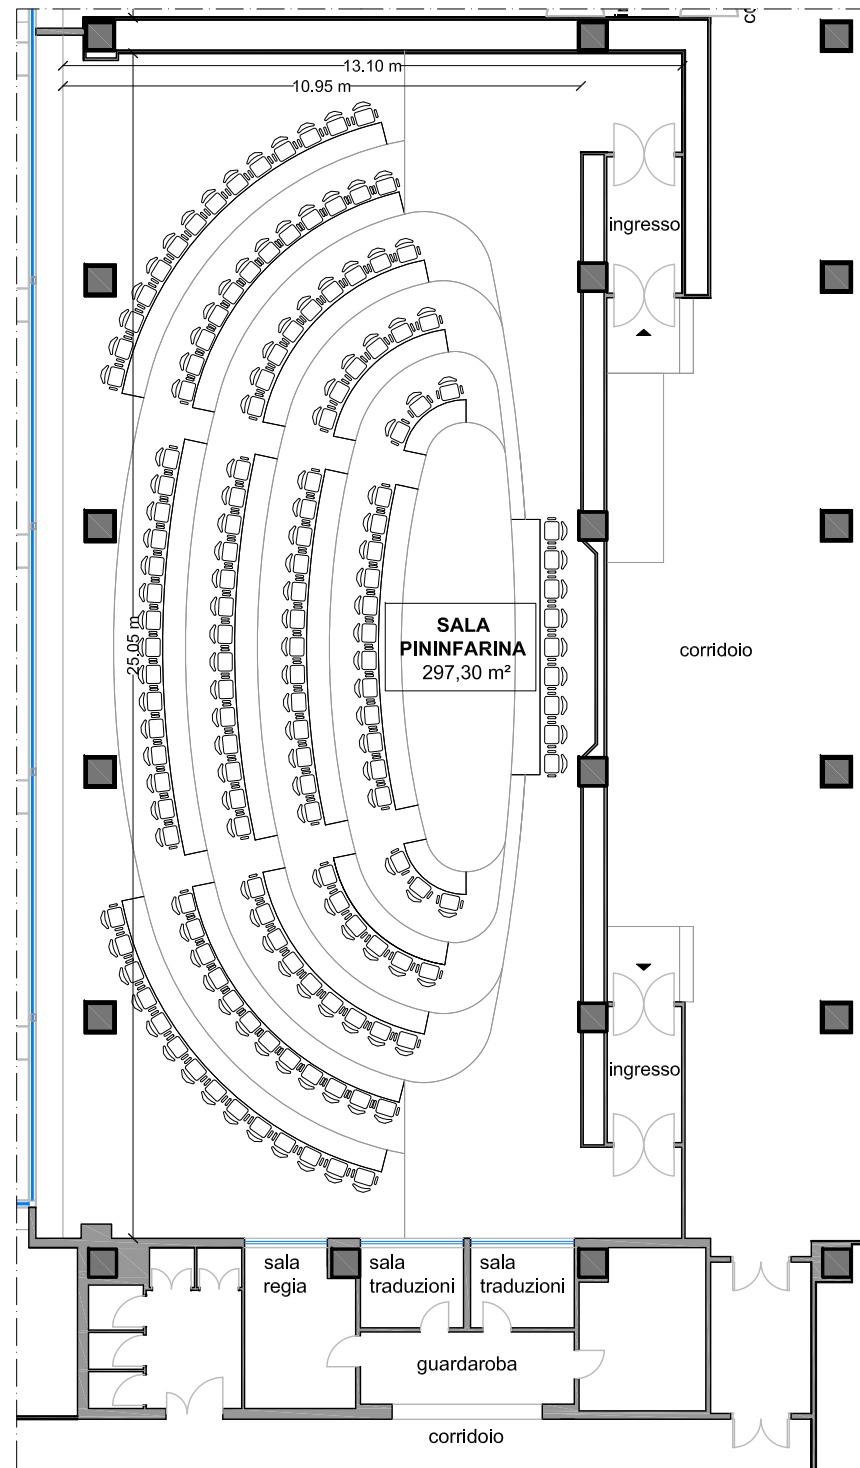 13.10 m
10.95 m
ingresso
25.05 m
SALA
PININFARINA
297,30 m²
corridoio
ingresso
sala
regia
sala
traduzioni
sala
traduzioni
guardaroba
corridoio